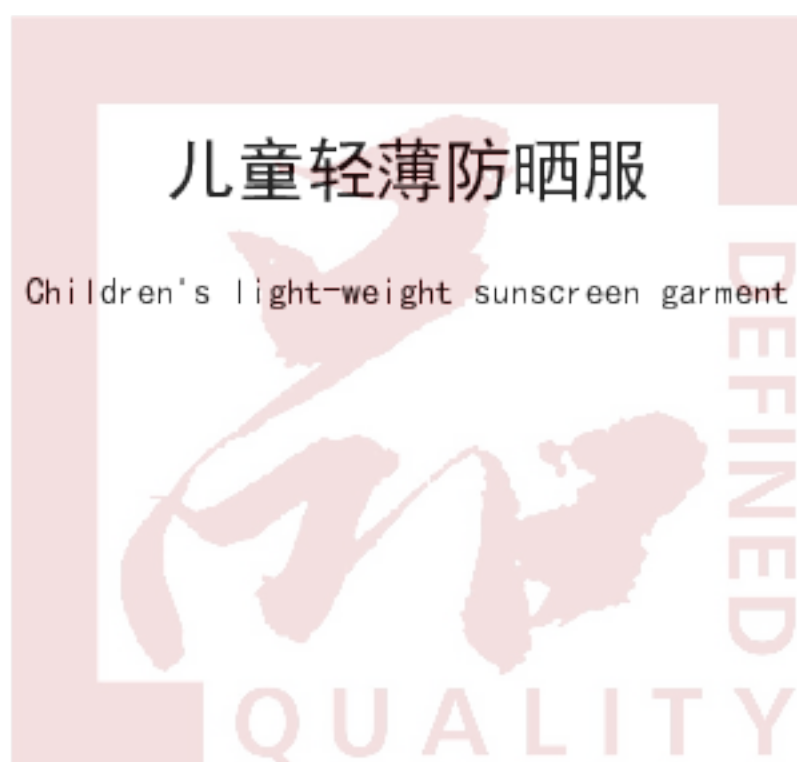 儿童轻薄防晒服
Children's light-weight sunscreen garment
DEFINED
QUALITY